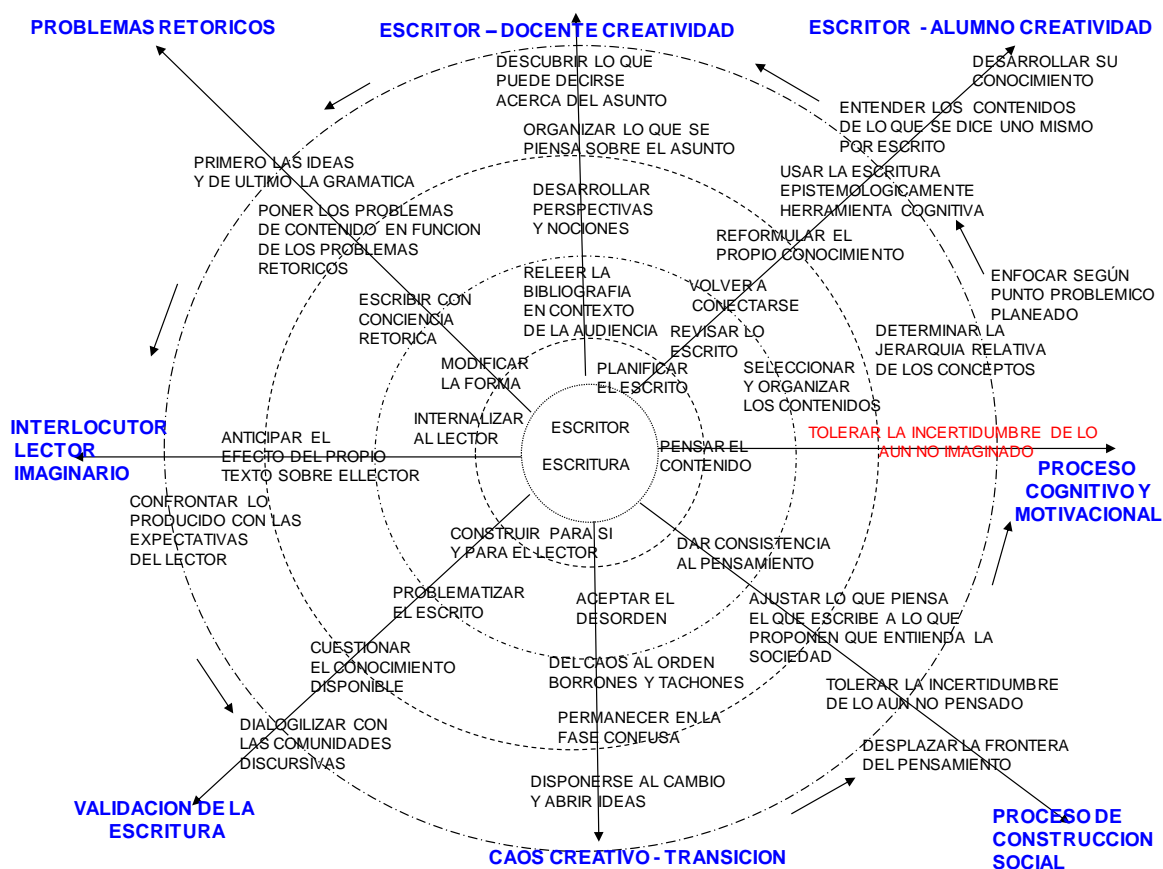 PROBLEMAS RETORICOS
ESCRITOR – DOCENTE CREATIVIDAD
ESCRITOR - ALUMNO CREATIVIDAD
DESCUBRIR LO QUE
PUEDE DECIRSE
ACERCA DEL ASUNTO
ORGANIZAR LO QUE SE
PIENSA SOBRE EL ASUNTO
DESARROLLAR
PERSPECTIVAS
Y NOCIONES
RELEER LA
BIBLIOGRAFIA
EN CONTEXTO
DE LA AUDIENCIA
PLANIFICAR
EL ESCRITO
DESARROLLAR SU
CONOCIMIENTO
ENTENDER LOS CONTENIDOS
DE LO QUE SE DICE UNO MISMO
POR ESCRITO
USAR LA ESCRITURA
EPISTEMOLOGICAMENTE
HERRAMIENTA COGNITIVA
REFORMULAR EL
PROPIO CONOCIMIENTO
VOLVER A
CONECTARSE
REVISAR LO
ESCRITO
PRIMERO LAS IDEAS
Y DE ULTIMO LA GRAMATICA
PONER LOS PROBLEMAS
DE CONTENIDO EN FUNCION
DE LOS PROBLEMAS
RETORICOS
ESCRIBIR CON
CONCIENCIA
RETORICA
MODIFICAR
LA FORMA
ENFOCAR SEGÚN
PUNTO PROBLEMICO
PLANEADO
DETERMINAR LA
JERARQUIA RELATIVA
DE LOS CONCEPTOS
SELECCIONAR
Y ORGANIZAR
LOS CONTENIDOS
TOLERAR LA INCERTIDUMBRE DE LO
AUN NO IMAGINADO
PENSAR EL
CONTENIDO
PROCESO
COGNITIVO Y
MOTIVACIONAL
ESCRITOR
ESCRITURA
INTERNALIZAR
AL LECTOR
INTERLOCUTOR
LECTOR
IMAGINARIO
ANTICIPAR EL
EFECTO DEL PROPIO
TEXTO SOBRE ELLECTOR
CONFRONTAR LO
PRODUCIDO CON LAS
EXPECTATIVAS
DEL LECTOR
CONSTRUIR PARA SI
Y PARA EL LECTOR
PROBLEMATIZAR
EL ESCRITO
CUESTIONAR
EL CONOCIMIENTO
DISPONIBLE
DIALOGILIZAR CON
LAS COMUNIDADES
DISCURSIVAS
VALIDACION DE LA
ESCRITURA
ACEPTAR EL
DESORDEN
DEL CAOS AL ORDEN
BORRONES Y TACHONES
PERMANECER EN LA
FASE CONFUSA
DISPONERSE AL CAMBIO
Y ABRIR IDEAS
CAOS CREATIVO - TRANSICION
DAR CONSISTENCIA
AL PENSAMIENTO
AJUSTAR LO QUE PIENSA
EL QUE ESCRIBE A LO QUE
PROPONEN QUE ENTIIENDA LA
SOCIEDAD
TOLERAR LA INCERTIDUMBRE
DE LO AUN NO PENSADO
DESPLAZAR LA FRONTERA
DEL PENSAMIENTO
PROCESO DE
CONSTRUCCION
SOCIAL